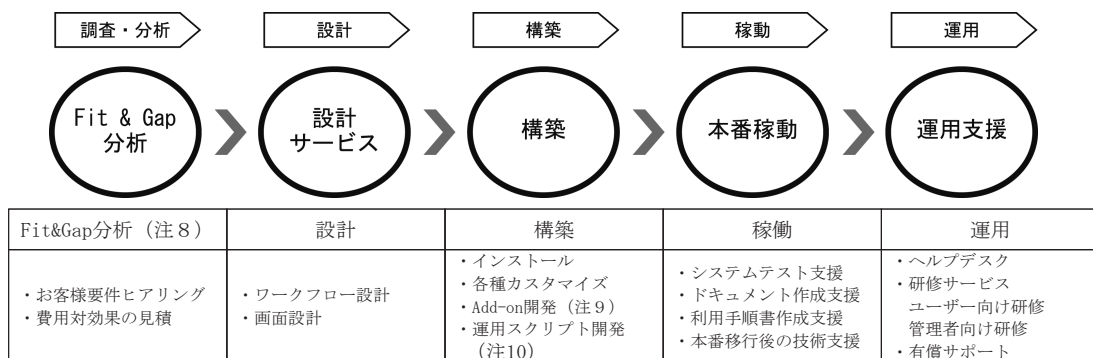 調査・分析
設計
構築
稼動
運用
Fit & Gap
分析
設計
サービス
構築
本番稼動
運用支援
Fit&Gap分析（注８）
設計
構築
稼働
運用
・お客様要件ヒアリング
・費用対効果の見積
・ワークフロー設計
・画面設計
・インストール
・各種カスタマイズ
・Add-on開発（注９）
・運用スクリプト開発
（注10）
・システムテスト支援
・ドキュメント作成支援
・利用手順書作成支援
・本番移行後の技術支援
・ヘルプデスク
・研修サービス
ユーザー向け研修
管理者向け研修
・有償サポート